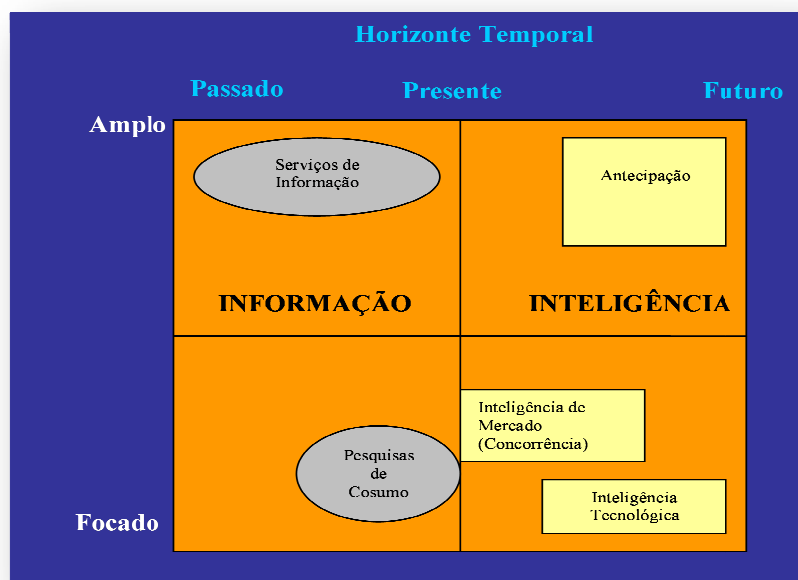 Horizonte Temporal
Passado
Presente
Futuro
Amplo
Serviços de
Informação
Antecipação
INFORMAÇÃO
INTELIGÊNCIA
Inteligência de
Mercado
(Concorrência)
Pesquisas
de
Cosumo
Inteligência
Tecnológica
Focado